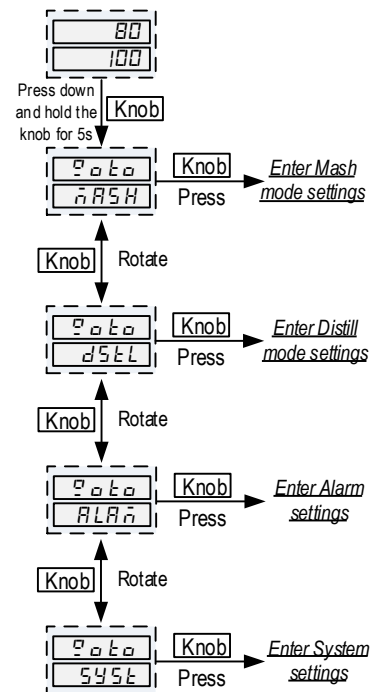 80
100
Press down
and hold the
knob for 5s
Knob
Goto
MASH
Knob
Press
Enter Mash
mode settings
Knob
Rotate
Goto
dStL
Knob
Press
Enter Distill
mode settings
Knob
Rotate
Goto
ALAM
Knob
Press
Enter Alarm
settings
Knob
Rotate
Goto
SYSt
Knob
Press
Enter System
settings